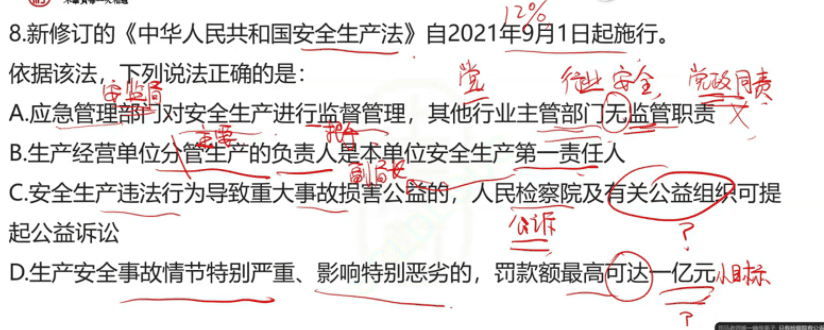 12%
8.新修订的《中华人民共和国安全生产法》自2021年9月1日起施行。
依据该法，下列说法正确的是：
安监局
党 行业 安全 党政同责
A.应急管理部门对安全生产进行监督管理，其他行业主管部门无监管职责
主要
B.生产经营单位分管生产的负责人是本单位安全生产第一责任人
副局长
C.安全生产违法行为导致重大事故损害公益的，人民检察院及有关公益组织可提
起公益诉讼
公诉
?
D.生产安全事故情节特别严重、影响特别恶劣的，罚款额最高可达一亿元 小目标
?